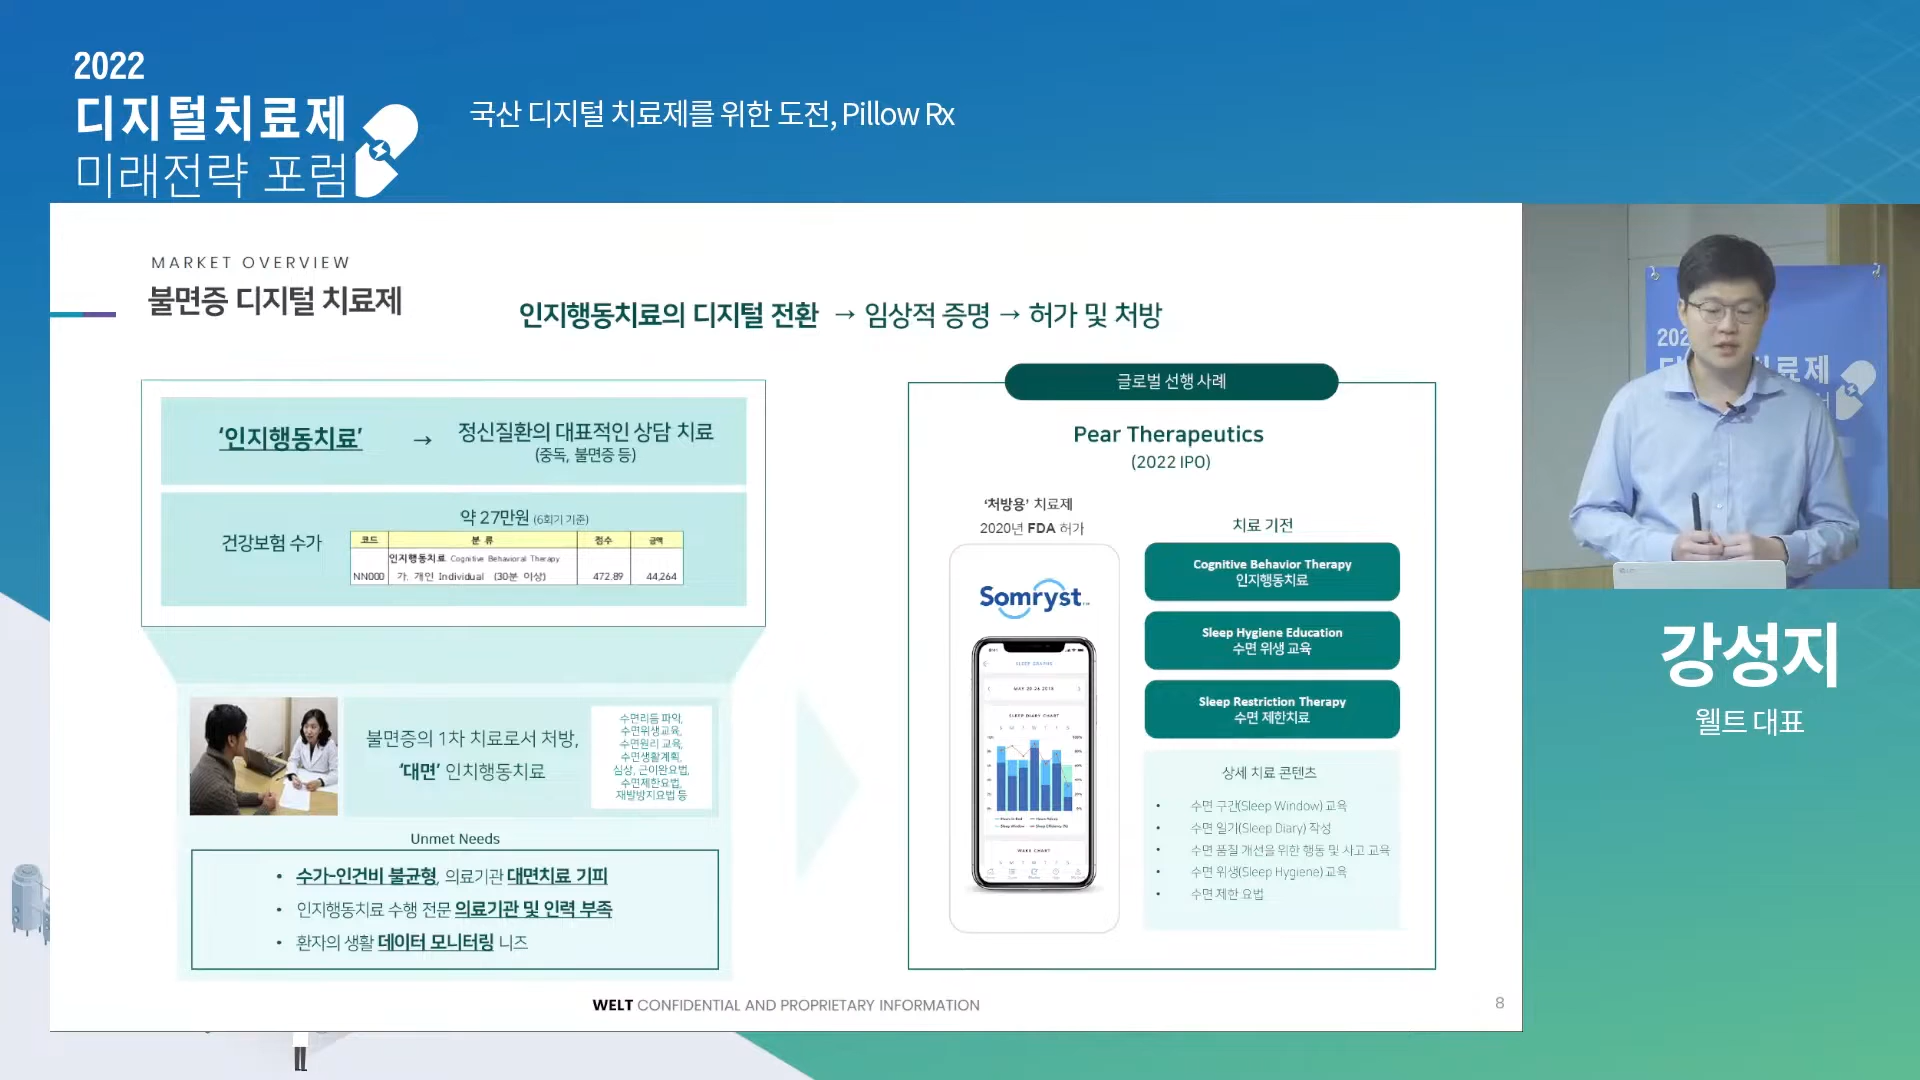 2022
디지털치료제
미래전략 포럼
국산 디지털 치료제를 위한 도전, Pillow Rx
MARKET OVERVIEW
불면증 디지털 치료제
인지행동치료의 디지털 전환 → 임상적 증명 → 허가 및 처방
‘인지행동치료’ → 정신질환의 대표적인 상담 치료
(중독, 불면증 등)
건강보험 수가
약 27만원 (6회기 기준)
코드 분 류 점수 금액
인지행동치료 Cognitive Behavioral Therapy
NN000 가. 개인 Individual (30분 이상) 472.89 44,264
불면증의 1차 치료로서 처방,
‘대면’ 인치행동치료
수면리듬 파악,
수면위생교육,
수면원리 교육,
수면생활계획,
심상, 근이완요법,
수면제한요법,
재발방지요법 등
Unmet Needs
• 수가-인건비 불균형, 의료기관 대면치료 기피
• 인지행동치료 수행 전문 의료기관 및 인력 부족
• 환자의 생활 데이터 모니터링 니즈
글로벌 선행 사례
Pear Therapeutics
(2022 IPO)
‘처방용’ 치료제
2020년 FDA 허가
Somryst
SLEEP GRAPHS
MAY 20-26 2018
SLEEP DIARY CHART
WAKE CHART
치료 기전
Cognitive Behavior Therapy
인지행동치료
Sleep Hygiene Education
수면 위생 교육
Sleep Restriction Therapy
수면 제한치료
상세 치료 콘텐츠
• 수면 구간(Sleep Window) 교육
• 수면 일기(Sleep Diary) 작성
• 수면 품질 개선을 위한 행동 및 사고 교육
• 수면 위생(Sleep Hygiene) 교육
• 수면 제한 요법
WELT CONFIDENTIAL AND PROPRIETARY INFORMATION
8
강성지
웰트 대표